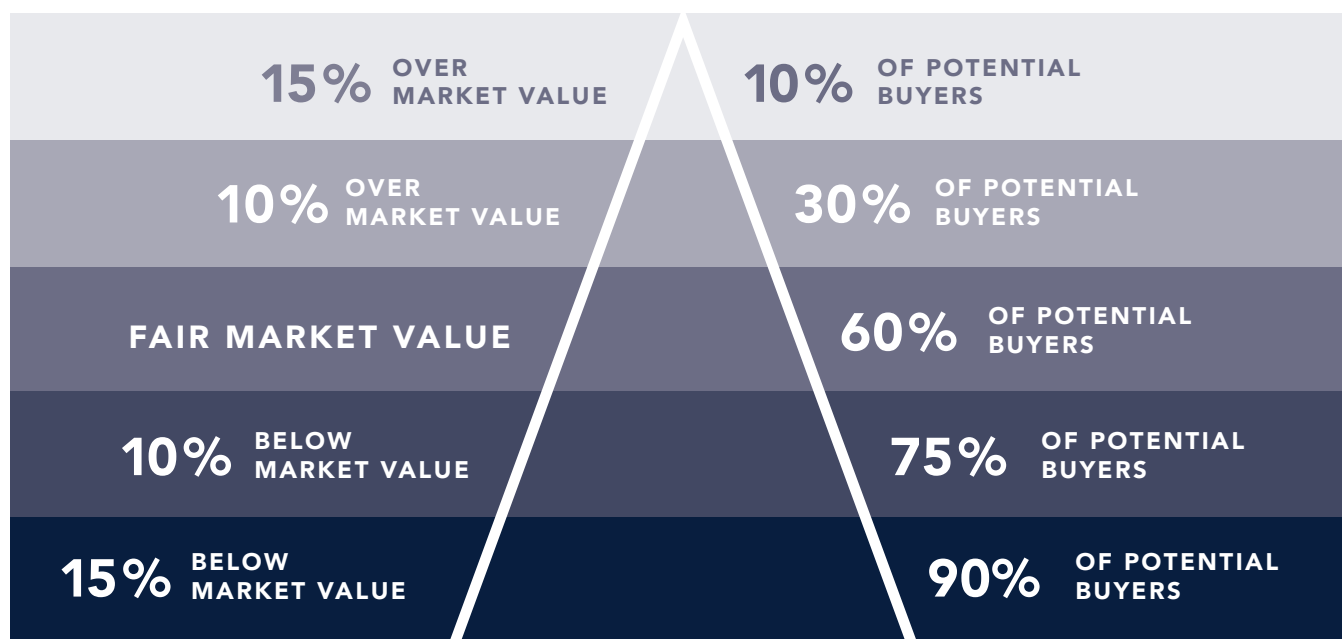 15% OVER
MARKET VALUE
10% OF POTENTIAL
BUYERS
10% OVER
MARKET VALUE
30% OF POTENTIAL
BUYERS
FAIR MARKET VALUE
60% OF POTENTIAL
BUYERS
10% BELOW
MARKET VALUE
75% OF POTENTIAL
BUYERS
15% BELOW
MARKET VALUE
90% OF POTENTIAL
BUYERS